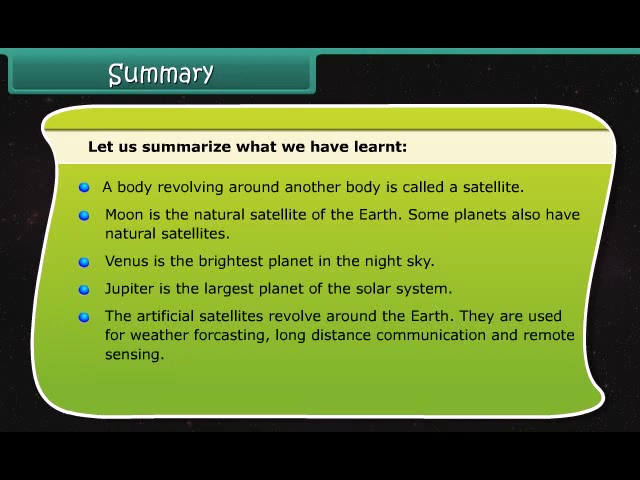 Summary
Let us summarize what we have learnt:
A body revolving around another body is called a satellite.
Moon is the natural satellite of the Earth. Some planets also have
natural satellites.
Venus is the brightest planet in the night sky.
Jupiter is the largest planet of the solar system.
The artificial satellites revolve around the Earth. They are used
for weather forcasting, long distance communication and remote
sensing.